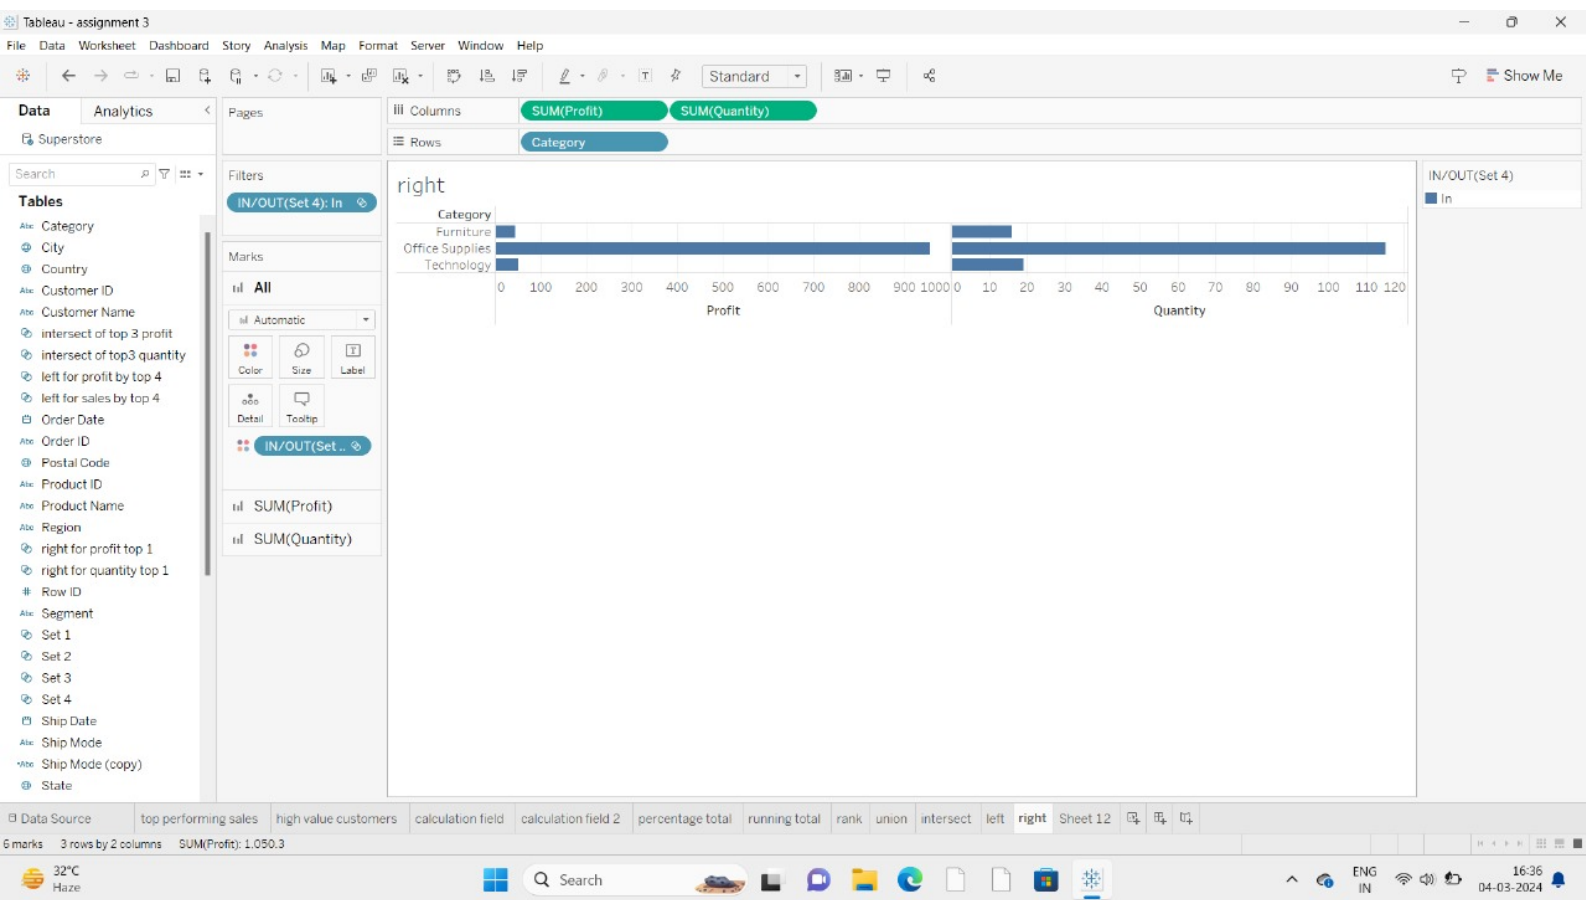 Tableau - assignment 3
File Data Worksheet Dashboard Story Analysis Map Format Server Window Help
Standard
Show Me
Data Analytics
Superstore
Search
Tables
Abc Category
City
Country
Abc Customer ID
Abc Customer Name
intersect of top 3 profit
intersect of top3 quantity
left for profit by top 4
left for sales by top 4
Order Date
Abc Order ID
Postal Code
Abc Product ID
Abc Product Name
Abc Region
right for profit top 1
right for quantity top 1
# Row ID
Abc Segment
Set 1
Set 2
Set 3
Set 4
Ship Date
Abc Ship Mode
Abc Ship Mode (copy)
State
Pages
Filters
IN/OUT(Set 4): In
Marks
All
Automatic
Color Size Label
Detail Tooltip
IN/OUT(Set ..
SUM(Profit)
SUM(Quantity)
Columns SUM(Profit) SUM(Quantity)
Rows Category
right
Category
Furniture
Office Supplies
Technology
0 100 200 300 400 500 600 700 800 900 1000 0 10 20 30 40 50 60 70 80 90 100 110 120
Profit Quantity
IN/OUT(Set 4)
In
Data Source top performing sales high value customers calculation field calculation field 2 percentage total running total rank union intersect left right Sheet 12
6 marks 3 rows by 2 columns SUM(Profit): 1,050.3
32°C
Haze
Search
ENG
IN
16:36
04-03-2024